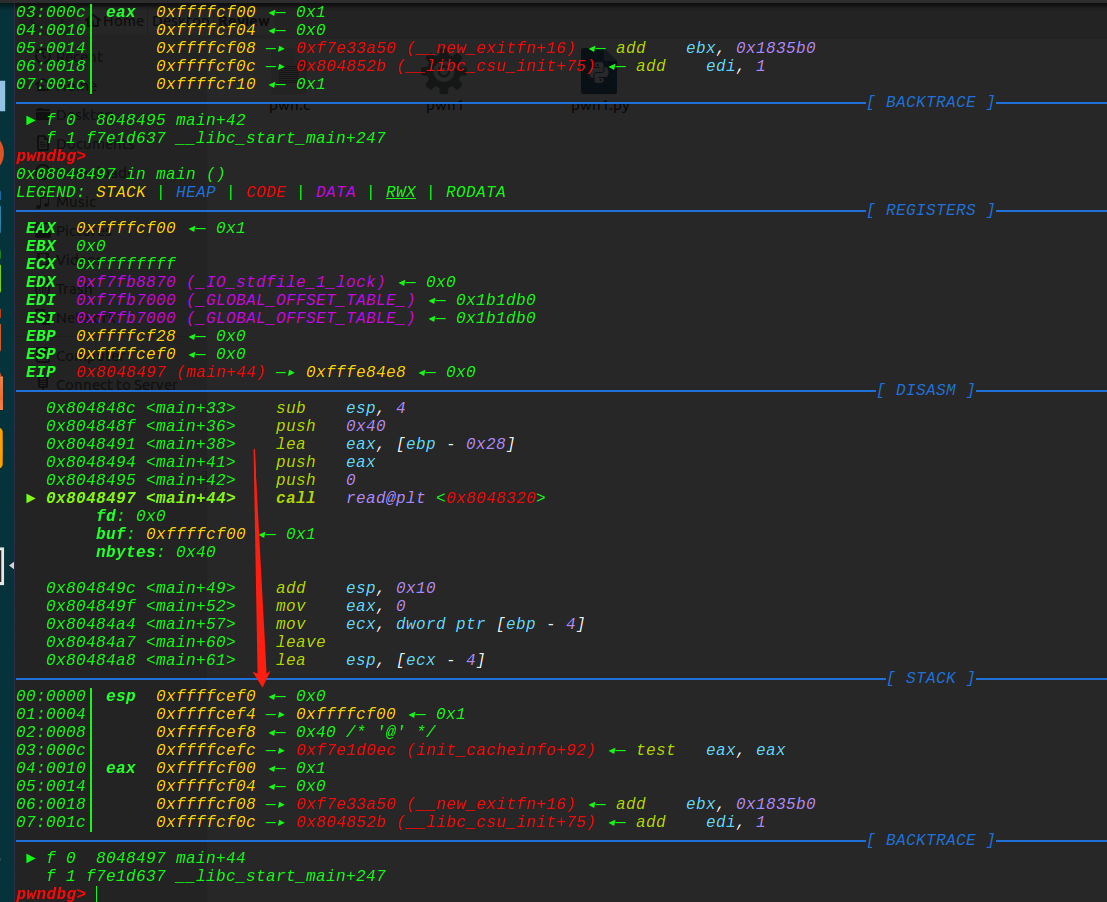 03:000c│ eax 0xffffcf00 ◂— 0x1
04:0010│ 0xffffcf04 ◂— 0x0
05:0014│ 0xffffcf08 —▸ 0xf7e33a50 (__new_exitfn+16) ◂— add ebx, 0x1835b0
06:0018│ 0xffffcf0c —▸ 0x804852b (__libc_csu_init+75) ◂— add edi, 1
07:001c│ 0xffffcf10 ◂— 0x1
[ BACKTRACE ]
► f 0 8048495 main+42
f 1 f7e1d637 __libc_start_main+247
pwndbg>
0x08048497 in main ()
LEGEND: STACK | HEAP | CODE | DATA | RWX | RODATA
[ REGISTERS ]
EAX 0xffffcf00 ◂— 0x1
EBX 0x0
ECX 0xffffffff
EDX 0xf7fb8870 (_IO_stdfile_1_lock) ◂— 0x0
EDI 0xf7fb7000 (_GLOBAL_OFFSET_TABLE_) ◂— 0x1b1db0
ESI 0xf7fb7000 (_GLOBAL_OFFSET_TABLE_) ◂— 0x1b1db0
EBP 0xffffcf28 ◂— 0x0
ESP 0xffffcef0 ◂— 0x0
EIP 0x8048497 (main+44) —▸ 0xfffe84e8 ◂— 0x0
[ DISASM ]
0x804848c <main+33> sub esp, 4
0x804848f <main+36> push 0x40
0x8048491 <main+38> lea eax, [ebp - 0x28]
0x8048494 <main+41> push eax
0x8048495 <main+42> push 0
► 0x8048497 <main+44> call read@plt <0x8048320>
fd: 0x0
buf: 0xffffcf00 ◂— 0x1
nbytes: 0x40
0x804849c <main+49> add esp, 0x10
0x804849f <main+52> mov eax, 0
0x80484a4 <main+57> mov ecx, dword ptr [ebp - 4]
0x80484a7 <main+60> leave
0x80484a8 <main+61> lea esp, [ecx - 4]
[ STACK ]
00:0000│ esp 0xffffcef0 ◂— 0x0
01:0004│ 0xffffcef4 —▸ 0xffffcf00 ◂— 0x1
02:0008│ 0xffffcef8 ◂— 0x40 /* '@' */
03:000c│ 0xffffcefc —▸ 0xf7e1d0ec (init_cacheinfo+92) ◂— test eax, eax
04:0010│ eax 0xffffcf00 ◂— 0x1
05:0014│ 0xffffcf04 ◂— 0x0
06:0018│ 0xffffcf08 —▸ 0xf7e33a50 (__new_exitfn+16) ◂— add ebx, 0x1835b0
07:001c│ 0xffffcf0c —▸ 0x804852b (__libc_csu_init+75) ◂— add edi, 1
[ BACKTRACE ]
► f 0 8048497 main+44
f 1 f7e1d637 __libc_start_main+247
pwndbg>